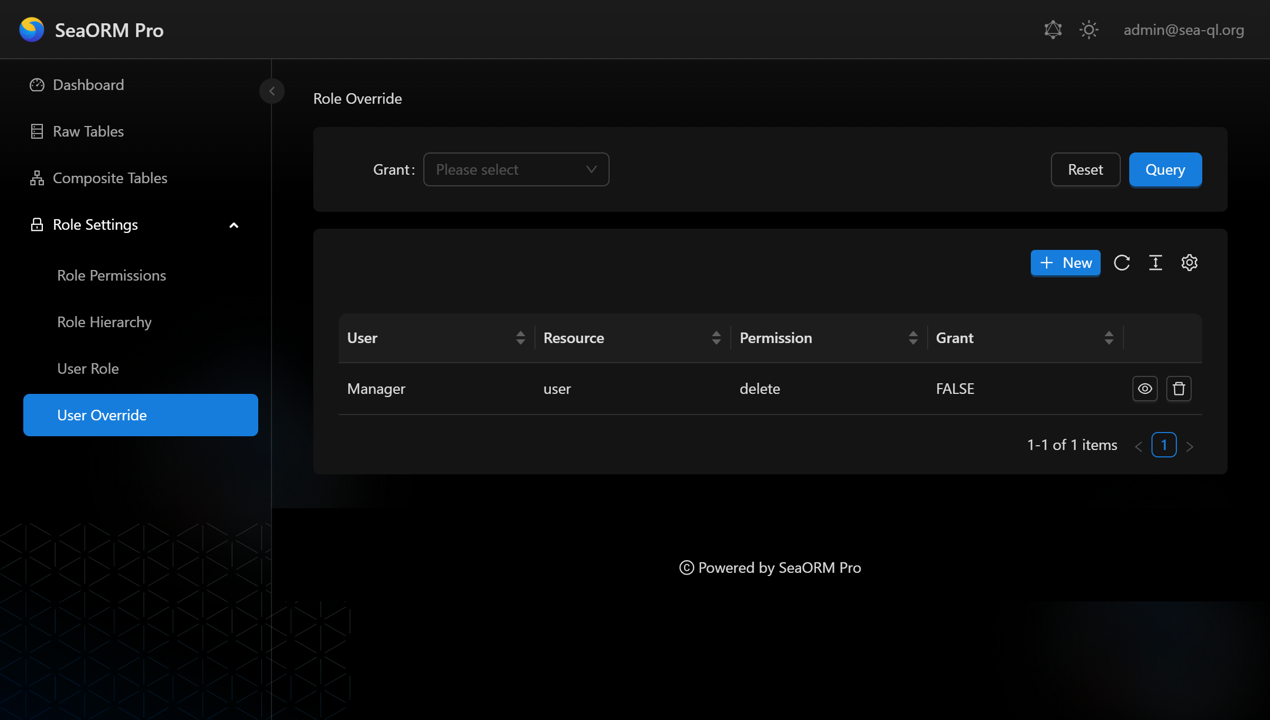 SeaORM Pro
admin@sea-ql.org
Dashboard
Raw Tables
Composite Tables
Role Settings
Role Permissions
Role Hierarchy
User Role
User Override
Role Override
Grant: Please select
Reset Query
+ New
User Resource Permission Grant
Manager user delete FALSE
1-1 of 1 items < 1 >
© Powered by SeaORM Pro